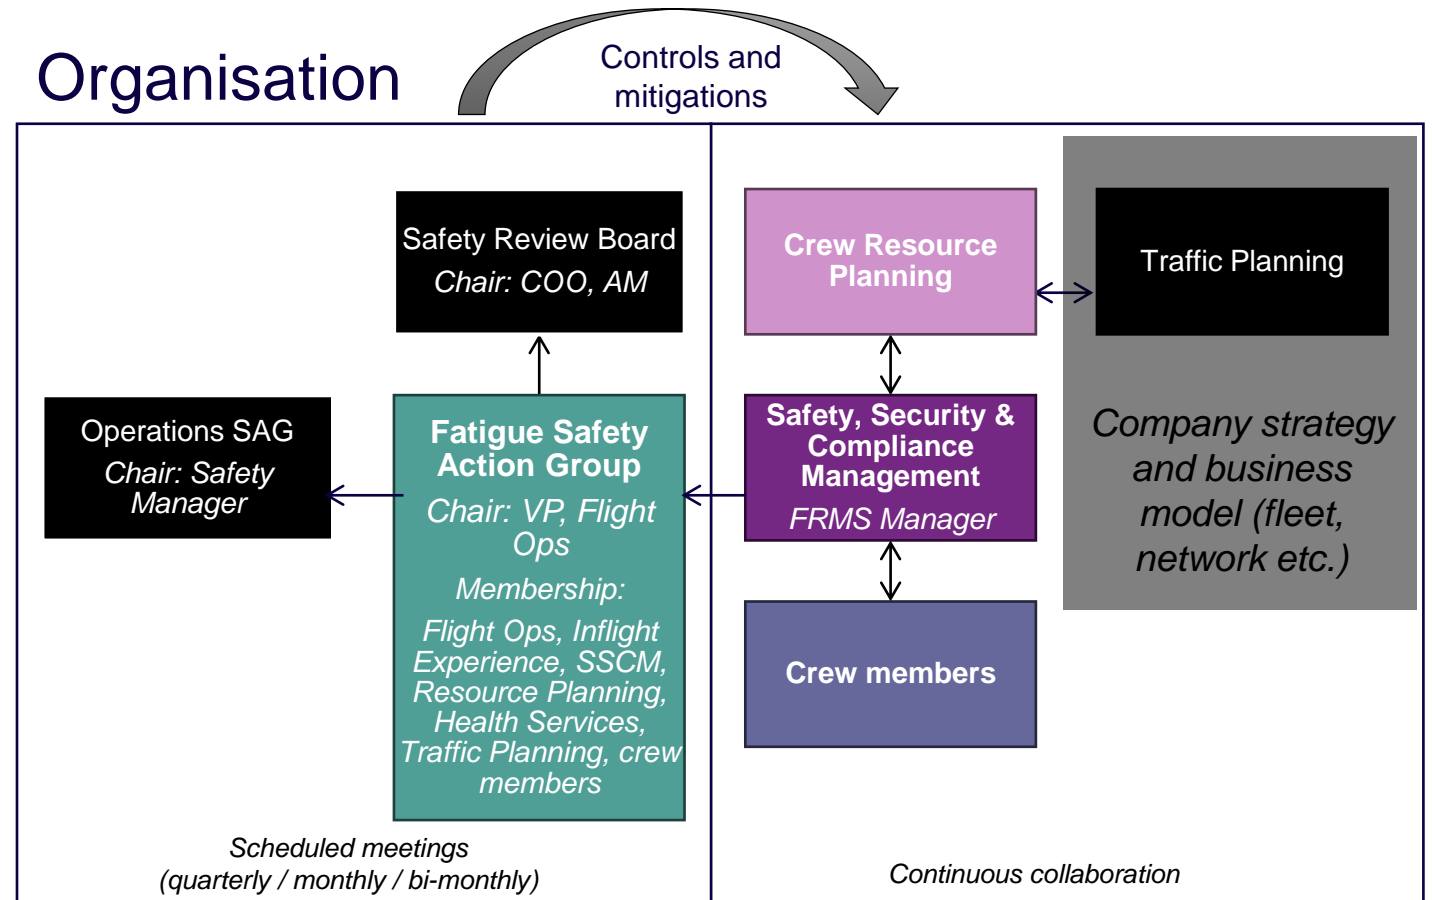 Organisation
Controls and
mitigations
Safety Review Board
Chair: COO, AM
Operations SAG
Chair: Safety
Manager
Fatigue Safety
Action Group
Chair: VP, Flight
Ops
Membership:
Flight Ops, Inflight
Experience, SSCM,
Resource Planning,
Health Services,
Traffic Planning, crew
members
Scheduled meetings
(quarterly / monthly / bi-monthly)
Crew Resource
Planning
Traffic Planning
Safety, Security &
Compliance
Management
FRMS Manager
Company strategy
and business
model (fleet,
network etc.)
Crew members
Continuous collaboration